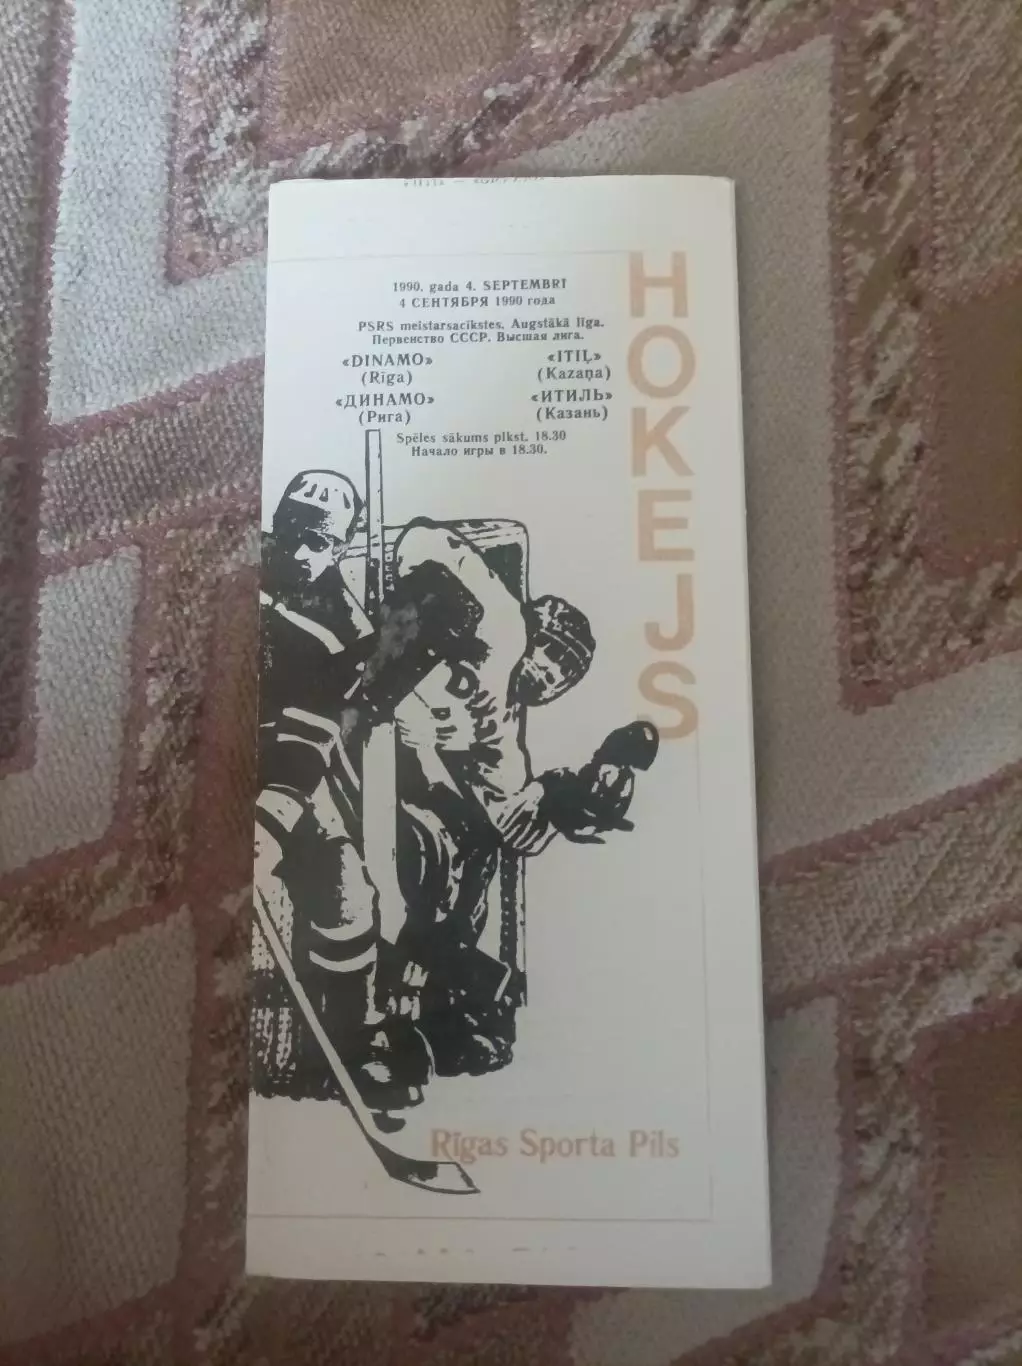 1990. gada 4. SEPTEMBRĪ
4 СЕНТЯБРЯ 1990 года
PSRS meistarsacīkstes. Augstākā līga.
Первенство СССР. Высшая лига.
«DINAMO» «ITIĻ»
(Rīga) (Kazaņa)
«ДИНАМО» «ИТИЛЬ»
(Рига) (Казань)
Spēles sākums plkst. 18.30
Начало игры в 18.30.
HOKEJS
Rīgas Sporta Pils